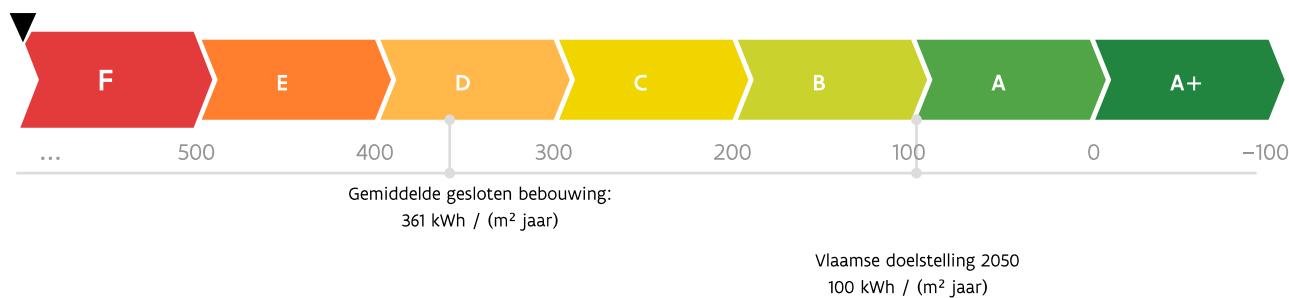 F E D C B A A+
... 500 400 300 200 100 0 −100
Gemiddelde gesloten bebouwing:
361 kWh / (m² jaar)
Vlaamse doelstelling 2050
100 kWh / (m² jaar)